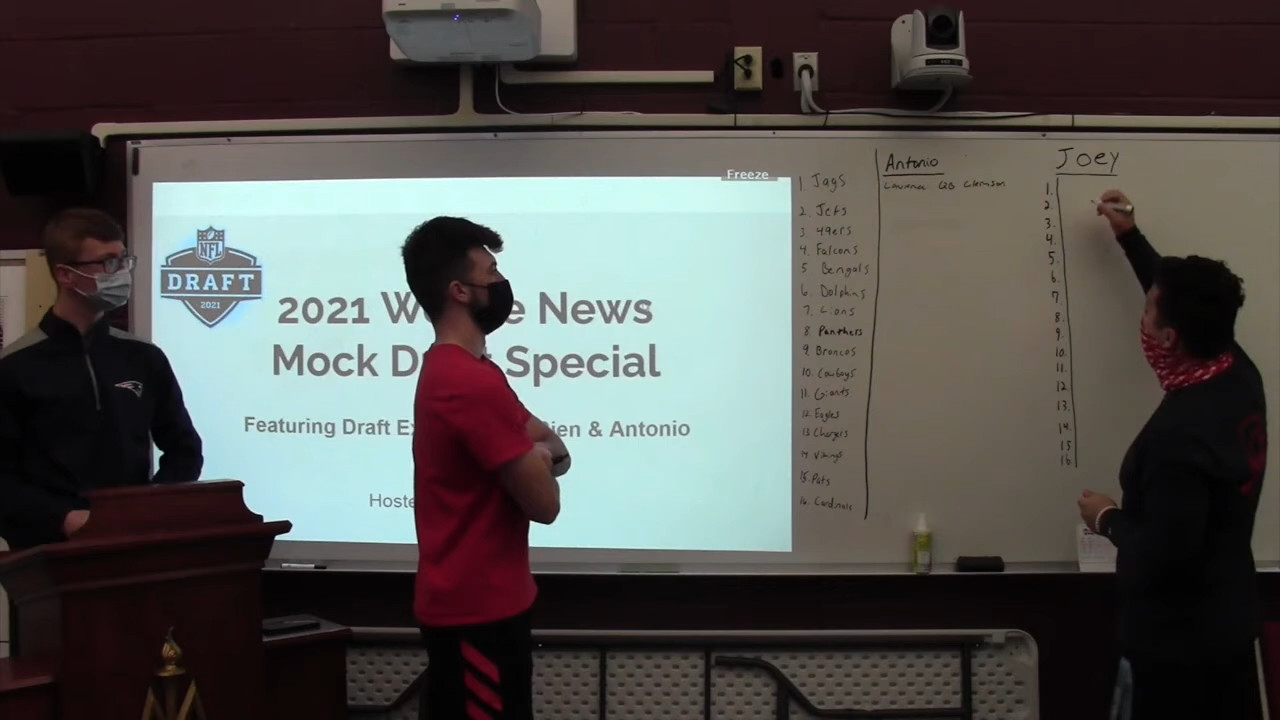 Freeze
NFL
DRAFT
2021
2021 W e News
Mock D t Special
Featuring Draft Ex ien & Antonio
Hoste
1. Jags
2. Jets
3. 49ers
4. Falcons
5 Bengals
6. Dolphins
7. Lions
8 Panthers
9. Broncos
10. Cowboys
11. Giants
12. Eagles
13 Chargers
14. Vikings
15. Pats
16. Cardinals
Antonio
Lawrence QB Clemson
Joey
1.
2.
3.
4.
5.
6.
7.
8.
9.
10.
11.
12.
13.
14.
15
16